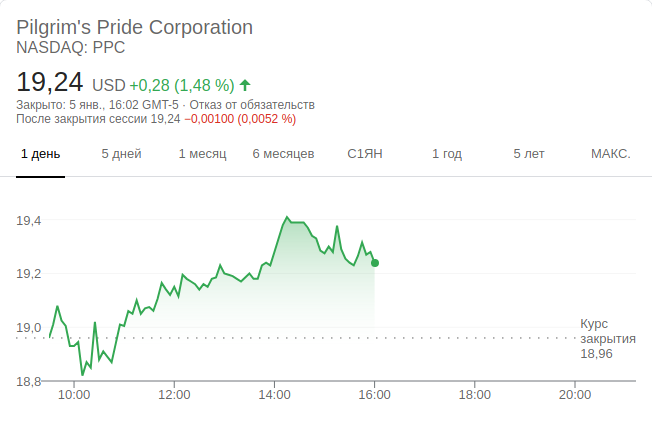 Pilgrim's Pride Corporation
NASDAQ: PPC
19,24 USD +0,28 (1,48 %)
Закрыто: 5 янв., 16:02 GMT-5 · Отказ от обязательств
После закрытия сессии 19,24 −0,00100 (0,0052 %)
1 день 5 дней 1 месяц 6 месяцев С1ЯН 1 год 5 лет МАКС.
19,4
19,2
19,0
18,8
Курс
закрытия
18,96
10:00 12:00 14:00 16:00 18:00 20:00